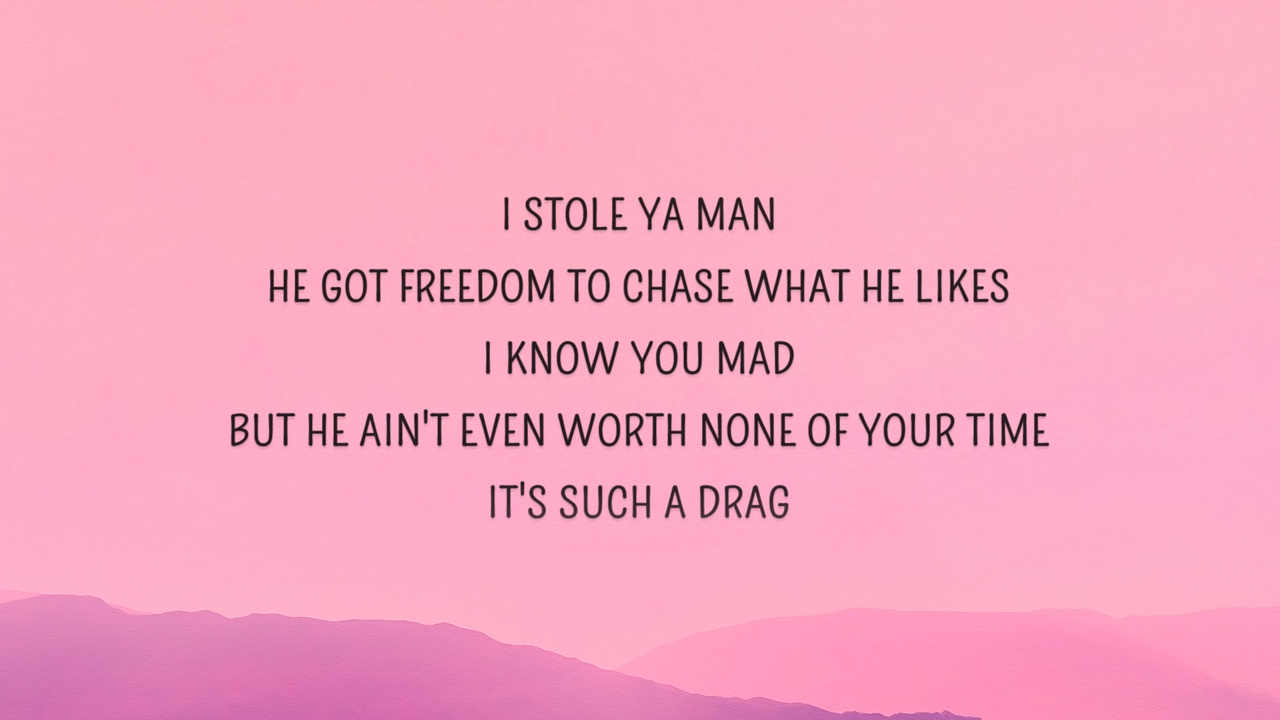 I STOLE YA MAN
HE GOT FREEDOM TO CHASE WHAT HE LIKES
I KNOW YOU MAD
BUT HE AIN'T EVEN WORTH NONE OF YOUR TIME
IT'S SUCH A DRAG